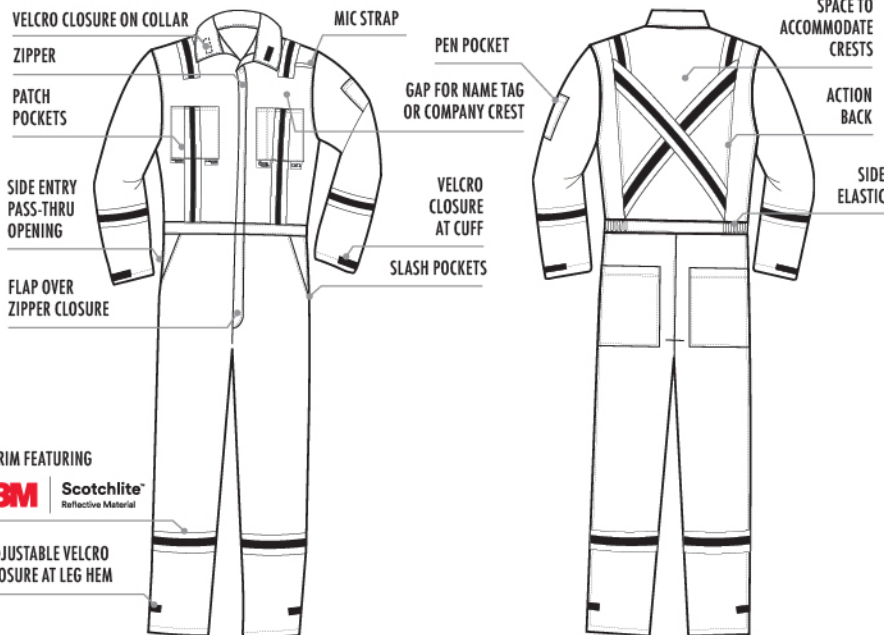 VELCRO CLOSURE ON COLLAR
ZIPPER
PATCH
POCKETS
SIDE ENTRY
PASS-THRU
OPENING
FLAP OVER
ZIPPER CLOSURE
MIC STRAP
GAP FOR NAME TAG
OR COMPANY CREST
VELCRO
CLOSURE
AT CUFF
SLASH POCKETS
RIM FEATURING
3M
Scotchlite™
Reflective Material
DJUSTABLE VELCRO
OSURE AT LEG HEM
PEN POCKET
SPACE TO
ACCOMMODATE
CRESTS
ACTION
BACK
SIDE
ELASTIC